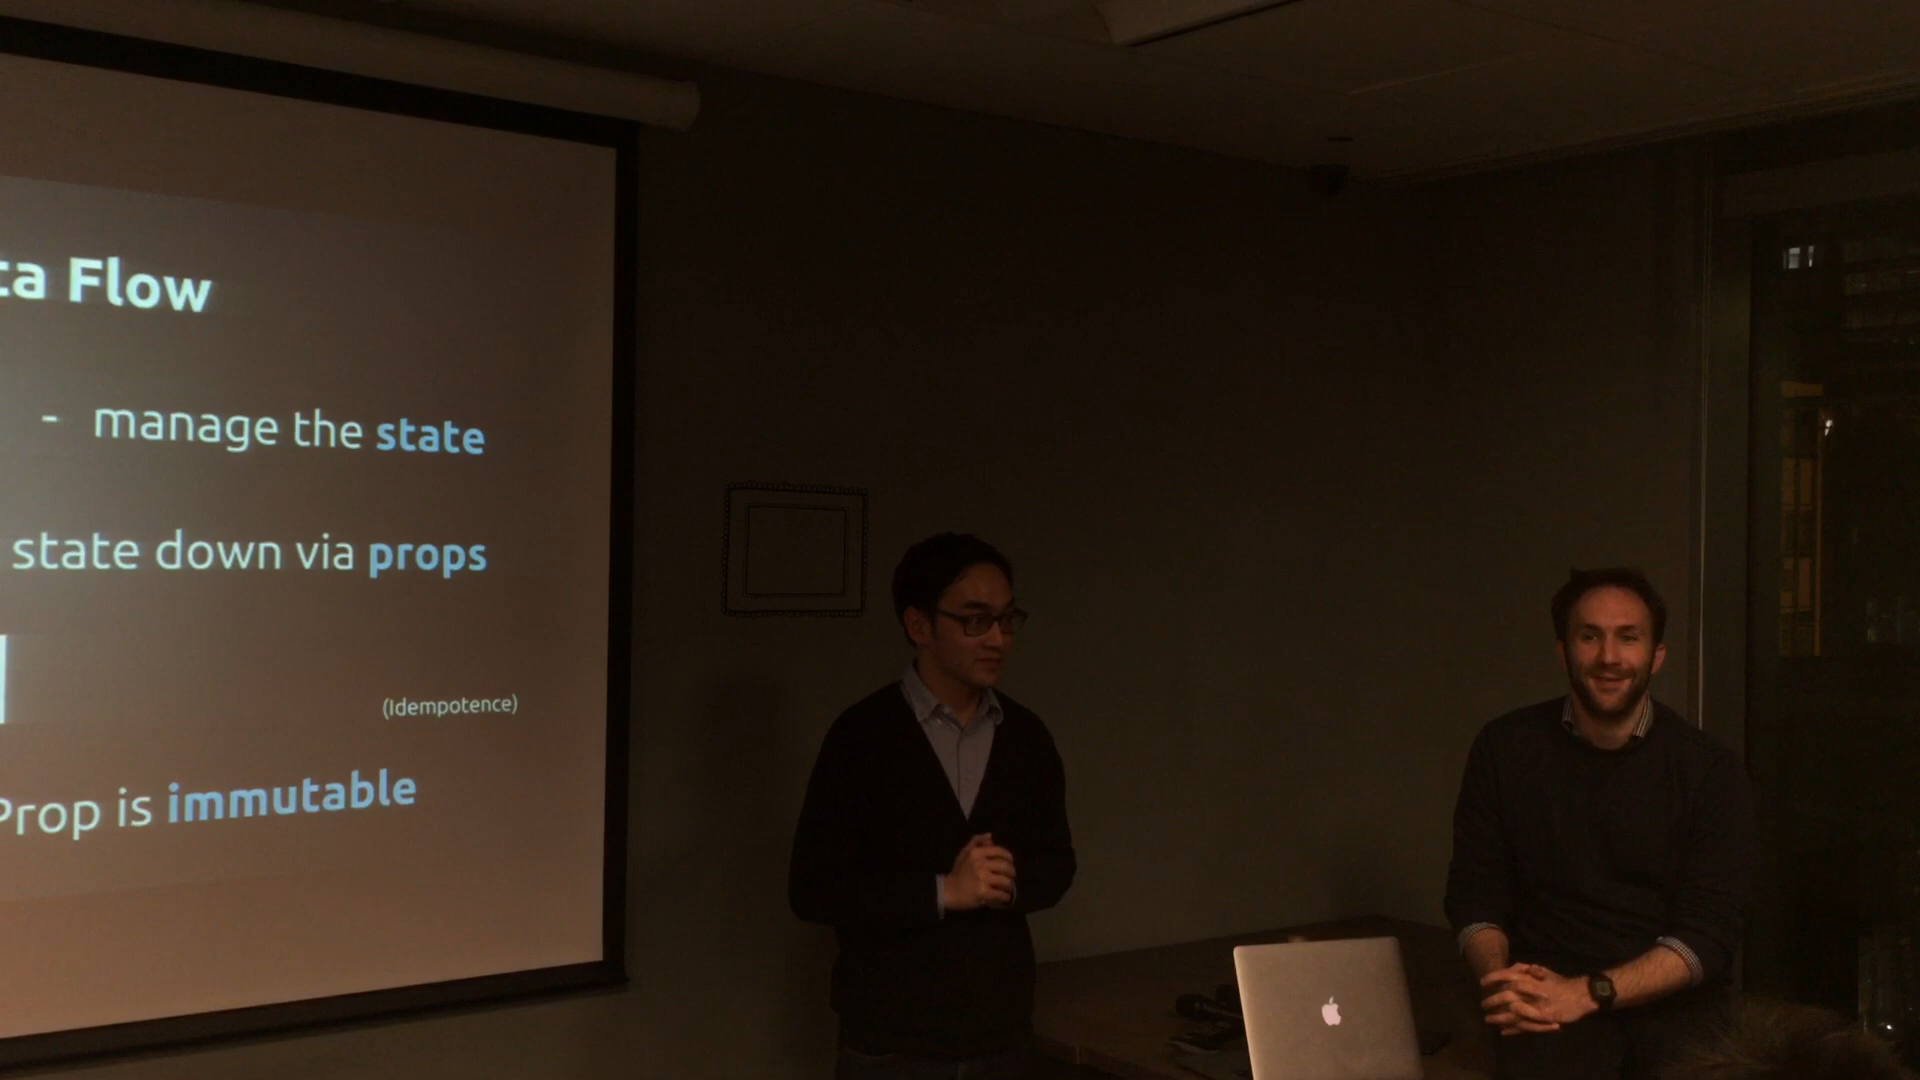 ta Flow
- manage the state
state down via props
(Idempotence)
Prop is immutable